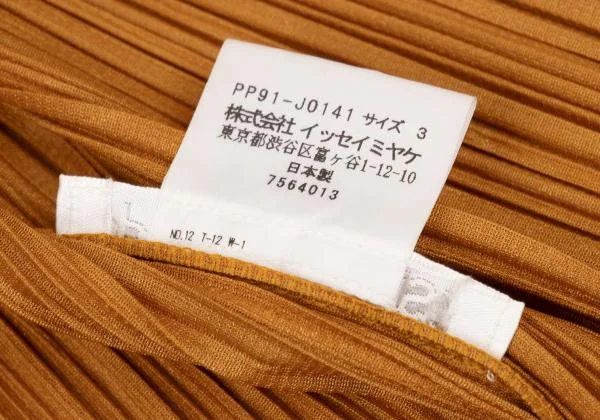 PP91-J0141 サイズ 3
株式会社 イッセイミヤケ
東京都渋谷区富ヶ谷1-12-10
日本製
7564013
NO.12 T-12 W-1